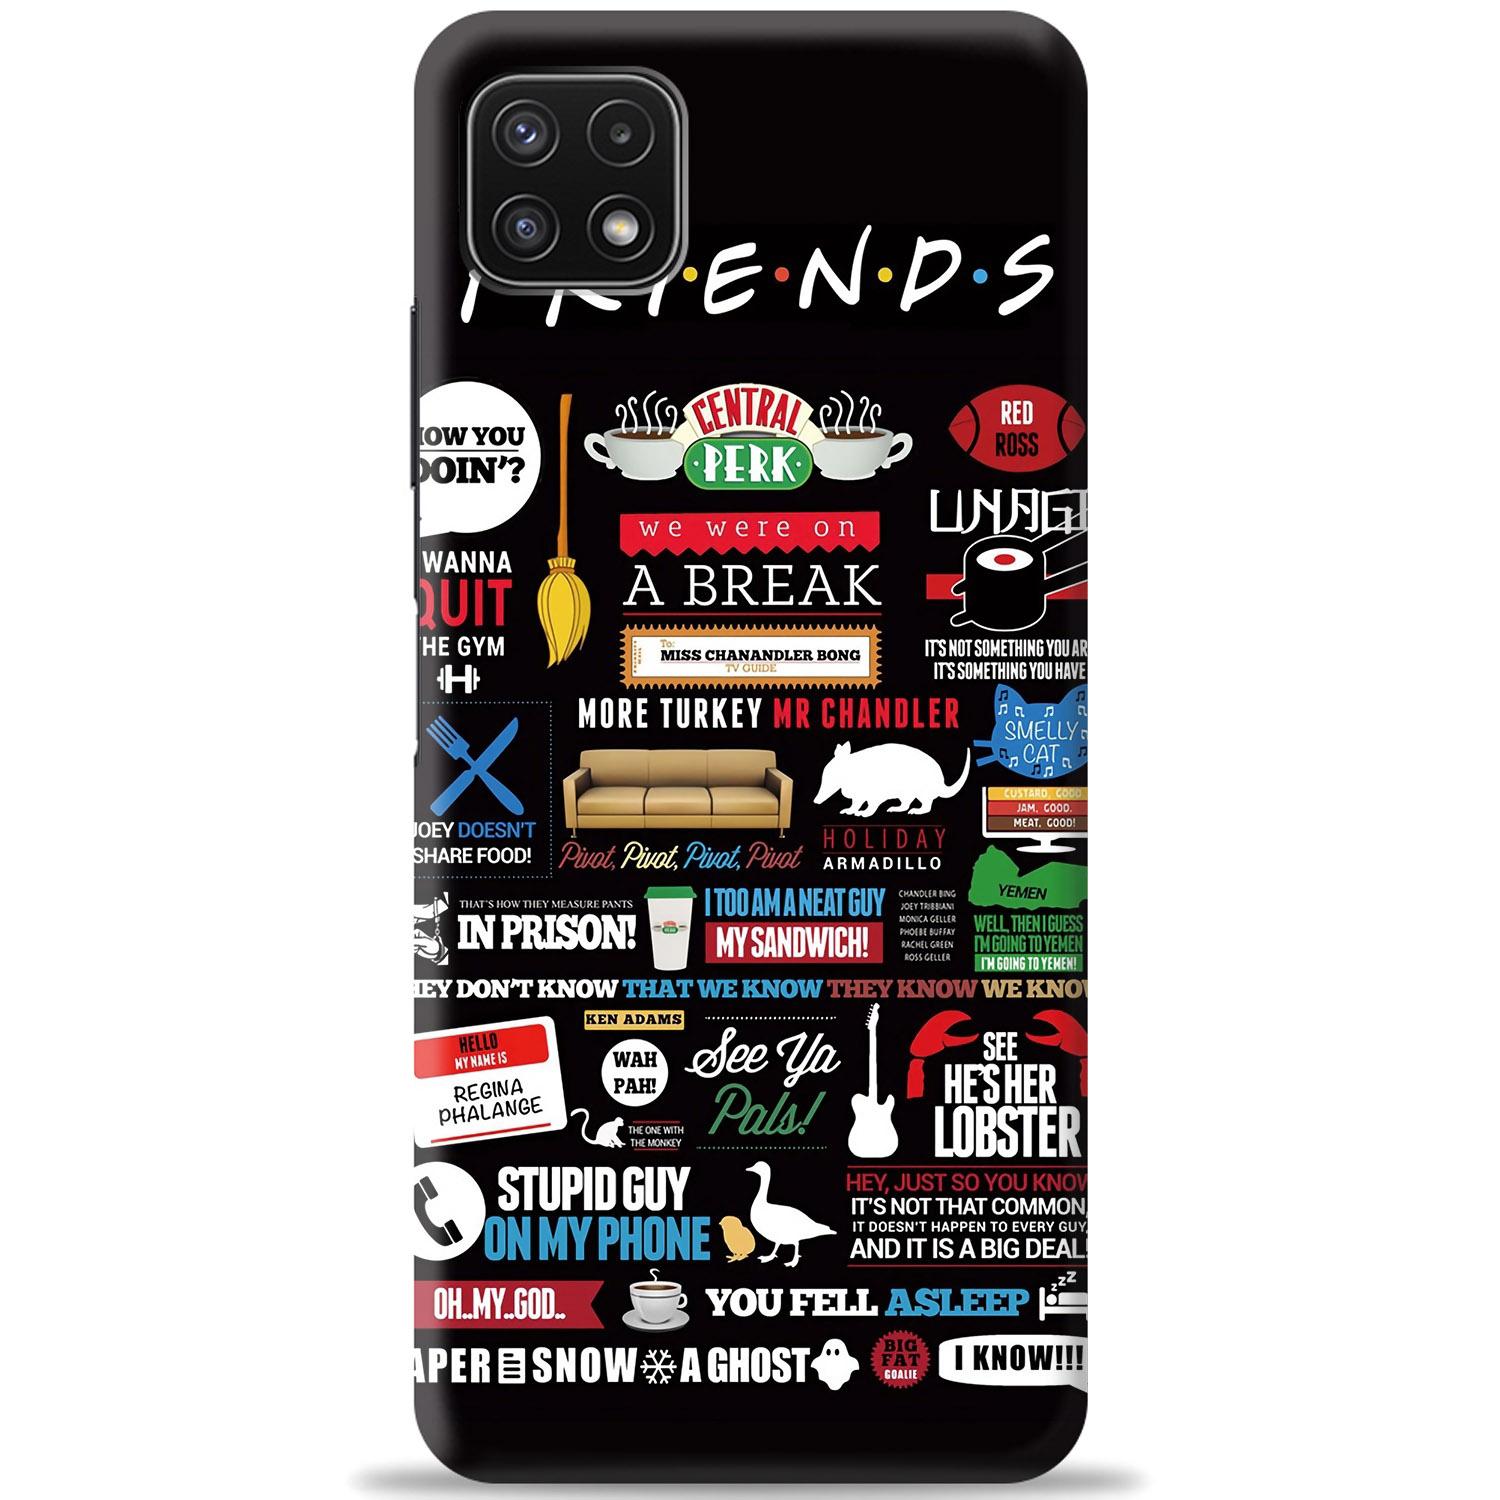 FRI•E•N•D•S
HOW YOU
DOIN'?
CENTRAL
PERK
RED
ROSS
we were on
A BREAK
UNAGI
WANNA
QUIT
THE GYM
To:
MISS CHANANDLER BONG
TV GUIDE
IT'S NOT SOMETHING YOU AR
IT'S SOMETHING YOU HAVE
MORE TURKEY MR CHANDLER
SMELLY
CAT
CUSTARD, GOOD
JAM, GOOD.
MEAT, GOOD!
JOEY DOESN'T
SHARE FOOD!
Pivot, Pivot, Pivot, Pivot
HOLIDAY
ARMADILLO
YEMEN
WELL, THEN I GUESS
I'M GOING TO YEMEN
I'M GOING TO YEMEN!
THAT'S HOW THEY MEASURE PANTS
IN PRISON!
I TOO AM A NEAT GUY
MY SANDWICH!
CHANDLER BING
JOEY TRIBBIANI
MONICA GELLER
PHOEBE BUFFAY
RACHEL GREEN
ROSS GELLER
HEY DON'T KNOW THAT WE KNOW THEY KNOW WE KNOW
HELLO
MY NAME IS
REGINA
PHALANGE
KEN ADAMS
WAH
PAH!
THE ONE WITH
THE MONKEY
See Ya
Pals!
SEE
HE'S HER
LOBSTER
STUPID GUY
ON MY PHONE
HEY, JUST SO YOU KNOW
IT'S NOT THAT COMMON,
IT DOESN'T HAPPEN TO EVERY GUY,
AND IT IS A BIG DEAL!
OH..MY..GOD..
YOU FELL ASLEEP
zzZ
APER SNOW A GHOST
BIG
FAT
GOALIE
I KNOW!!!